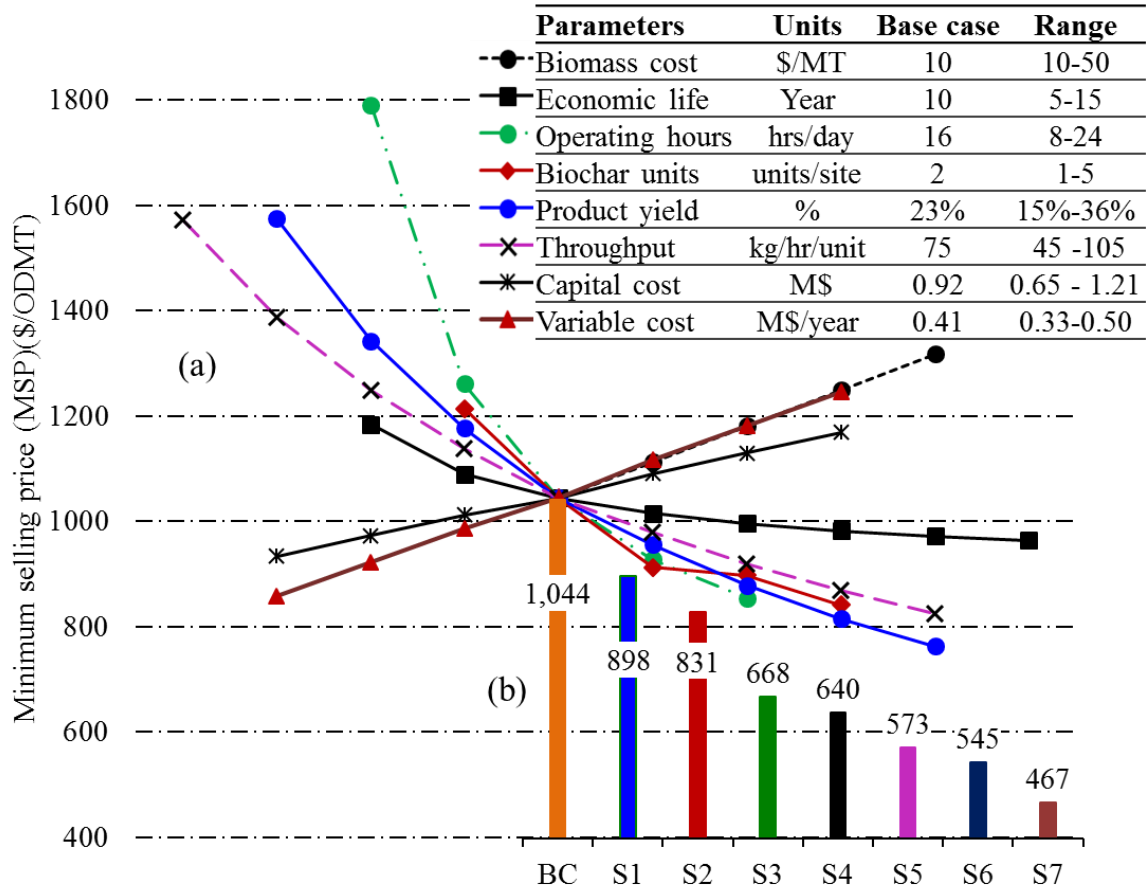 Parameters Units Base case Range
Biomass cost $/MT 10 10-50
Economic life Year 10 5-15
Operating hours hrs/day 16 8-24
Biochar units units/site 2 1-5
Product yield % 23% 15%-36%
Throughput kg/hr/unit 75 45 -105
Capital cost M$ 0.92 0.65 - 1.21
Variable cost M$/year 0.41 0.33-0.50
Minimum selling price (MSP)($/ODMT)
1800
1600
1400
1200
1000
800
600
400
(a)
(b)
1,044
898
831
668
640
573
545
467
BC S1 S2 S3 S4 S5 S6 S7